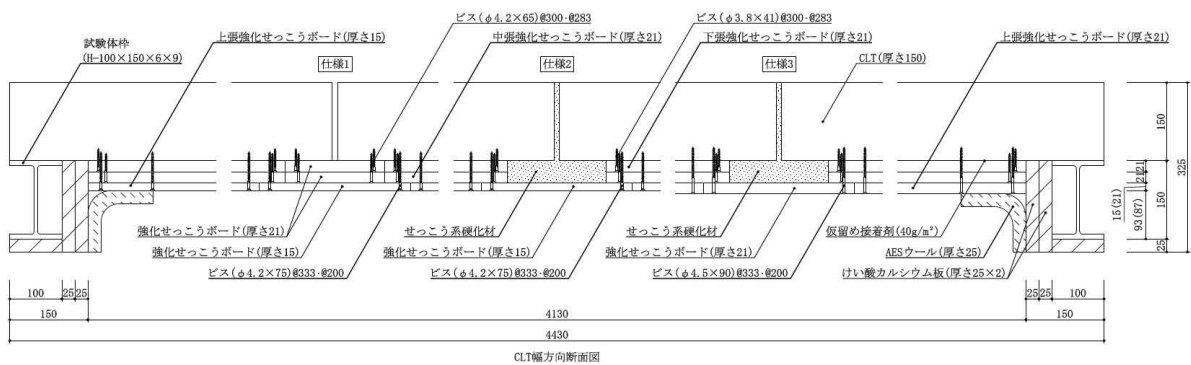 ビス(φ4.2×65)@300·@283
ビス(φ3.8×41)@300·@283
試験体枠
(H-100×150×6×9)
上張強化せっこうボード(厚さ15)
中張強化せっこうボード(厚さ21)
下張強化せっこうボード(厚さ21)
上張強化せっこうボード(厚さ21)
仕様1
仕様2
仕様3
CLT(厚さ150)
150
21
21
150
325
15(21)
93(87)
25
強化せっこうボード(厚さ21)
せっこう系硬化材
せっこう系硬化材
仮留め接着剤(40g/m²)
強化せっこうボード(厚さ15)
強化せっこうボード(厚さ15)
強化せっこうボード(厚さ21)
AESウール(厚さ25)
ビス(φ4.2×75)@333·@200
ビス(φ4.2×75)@333·@200
ビス(φ4.5×90)@333·@200
けい酸カルシウム板(厚さ25×2)
100
25
25
25
25
100
150
4130
150
4430
CLT幅方向断面図